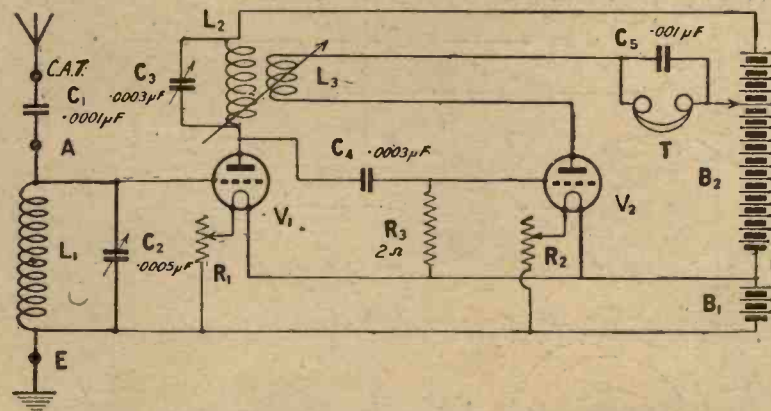 C.A.T.
C₁
·0001μF
A
L₁
C₂
·0005μF
E
L₂
C₃
·0003μF
L₃
V₁
R₁
C₄
·0003μF
R₃
2Ω
V₂
R₂
C₅
·001μF
T
B₂
B₁